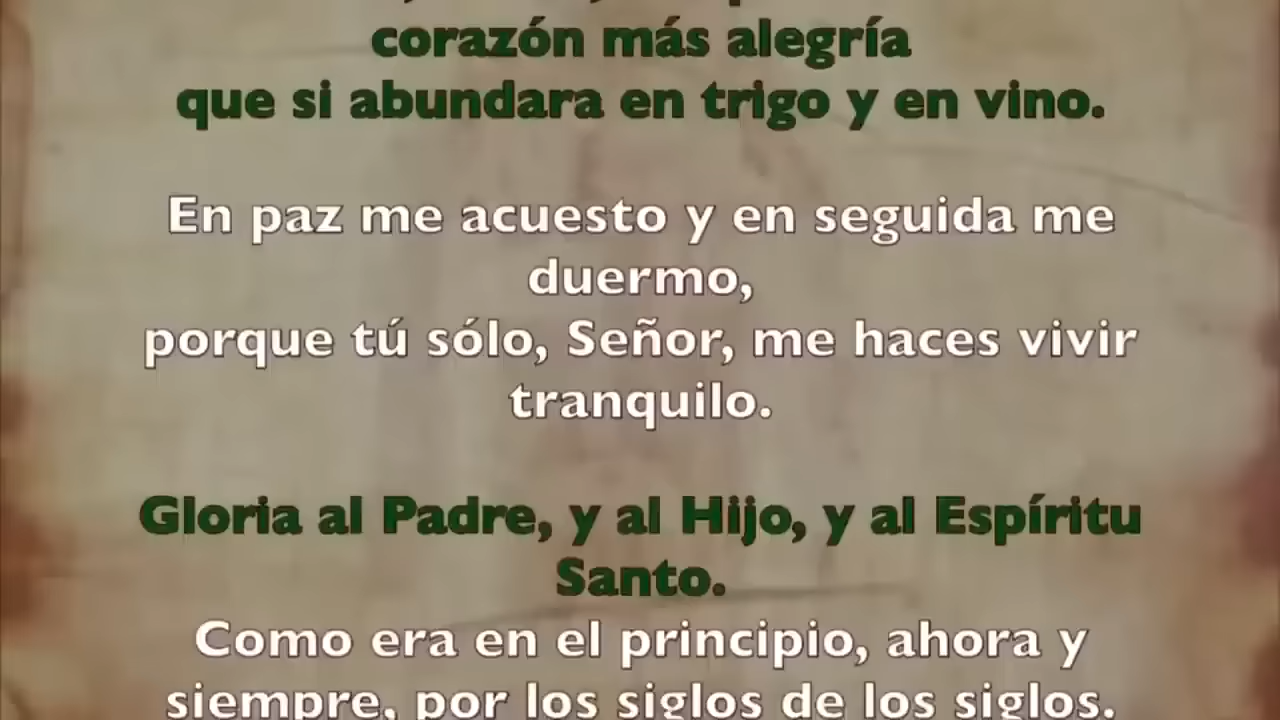 corazón más alegría
que si abundara en trigo y en vino.
En paz me acuesto y en seguida me
duermo,
porque tú sólo, Señor, me haces vivir
tranquilo.
Gloria al Padre, y al Hijo, y al Espíritu
Santo.
Como era en el principio, ahora y
siempre, por los siglos de los siglos.